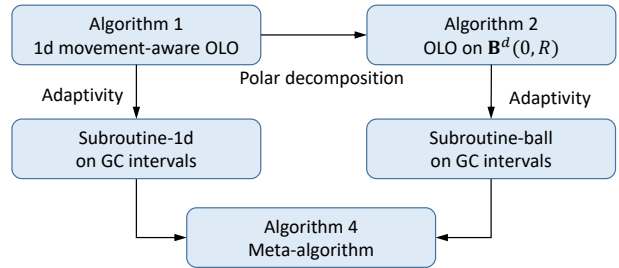 Algorithm 1
1d movement-aware OLO
Algorithm 2
OLO on 𝐁ᵈ(0, 𝑅)
Polar decomposition
Adaptivity
Adaptivity
Subroutine-1d
on GC intervals
Subroutine-ball
on GC intervals
Algorithm 4
Meta-algorithm